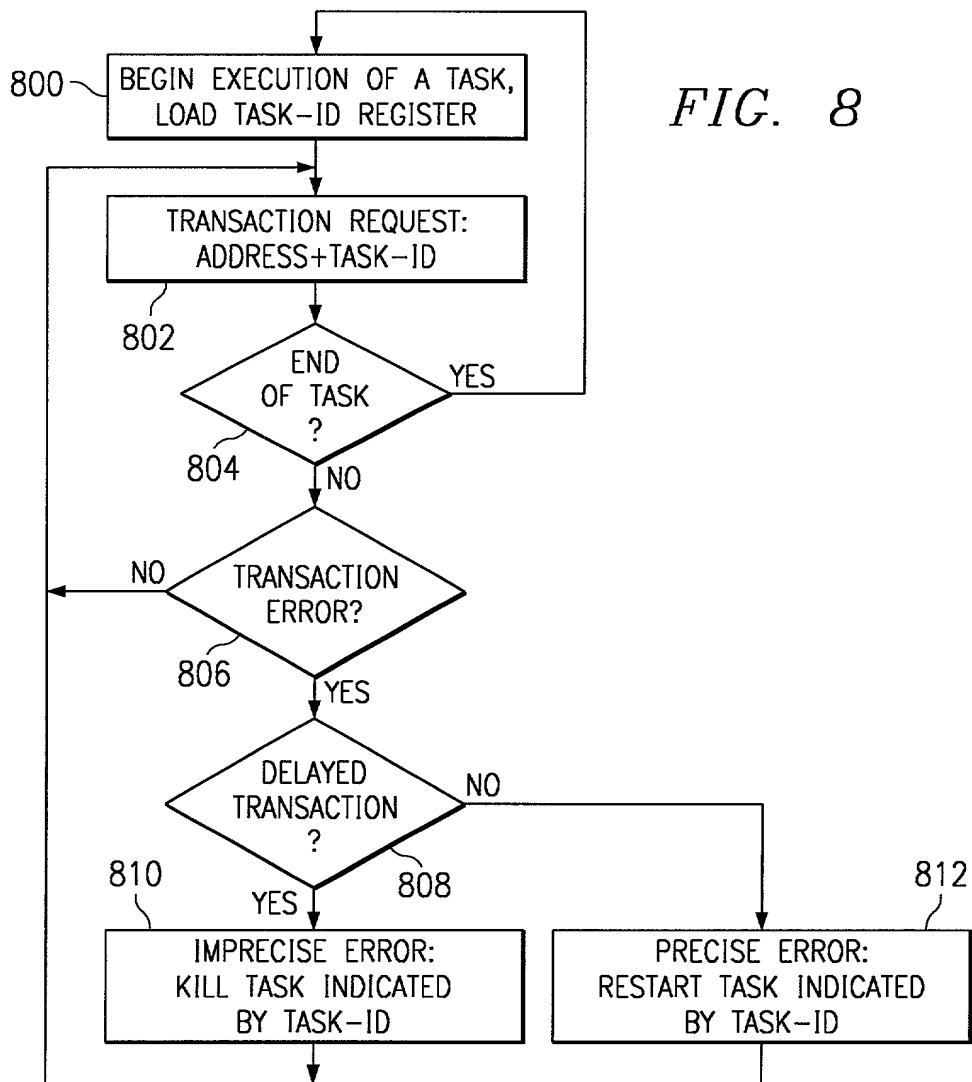 800
BEGIN EXECUTION OF A TASK,
LOAD TASK-ID REGISTER
FIG. 8
TRANSACTION REQUEST:
ADDRESS+TASK-ID
802
END
OF TASK
?
YES
804
NO
NO
TRANSACTION
ERROR?
806
YES
DELAYED
TRANSACTION
?
NO
808
810
YES
812
IMPRECISE ERROR:
KILL TASK INDICATED
BY TASK-ID
PRECISE ERROR:
RESTART TASK INDICATED
BY TASK-ID